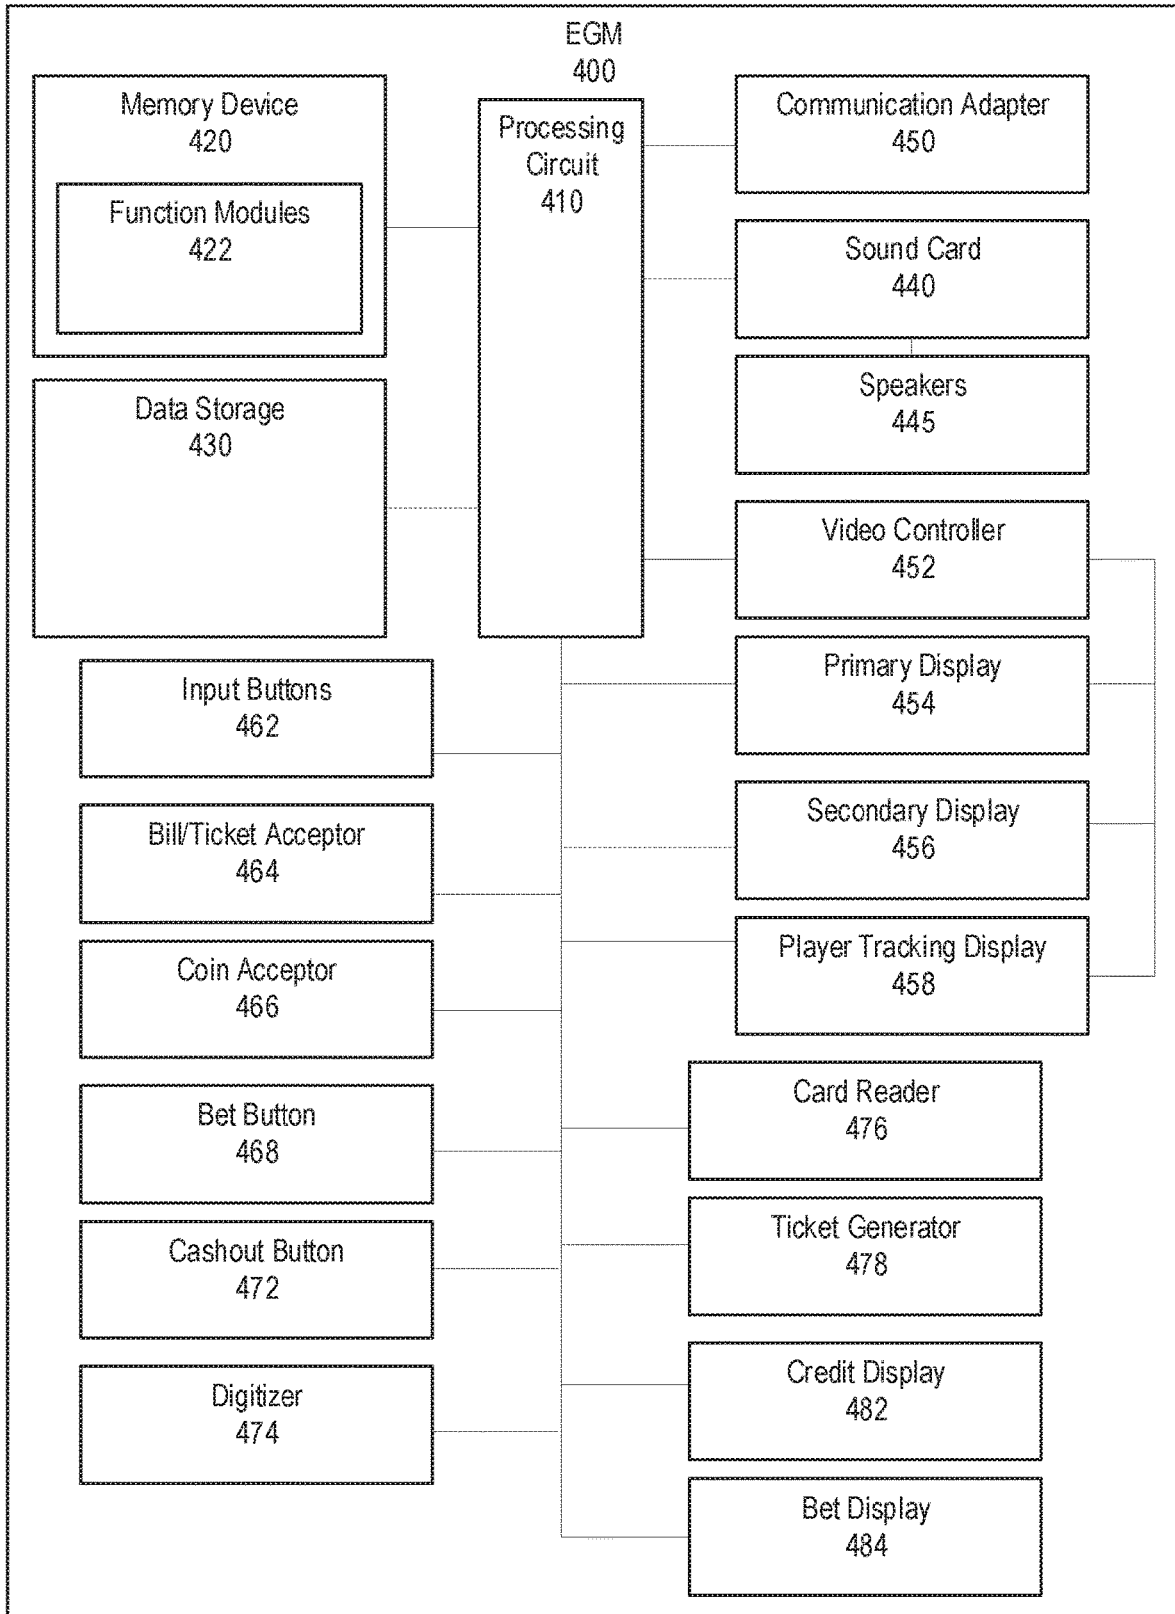 EGM
400
Memory Device
420
Function Modules
422
Data Storage
430
Processing
Circuit
410
Communication Adapter
450
Sound Card
440
Speakers
445
Video Controller
452
Primary Display
454
Secondary Display
456
Player Tracking Display
458
Input Buttons
462
Bill/Ticket Acceptor
464
Coin Acceptor
466
Bet Button
468
Cashout Button
472
Digitizer
474
Card Reader
476
Ticket Generator
478
Credit Display
482
Bet Display
484